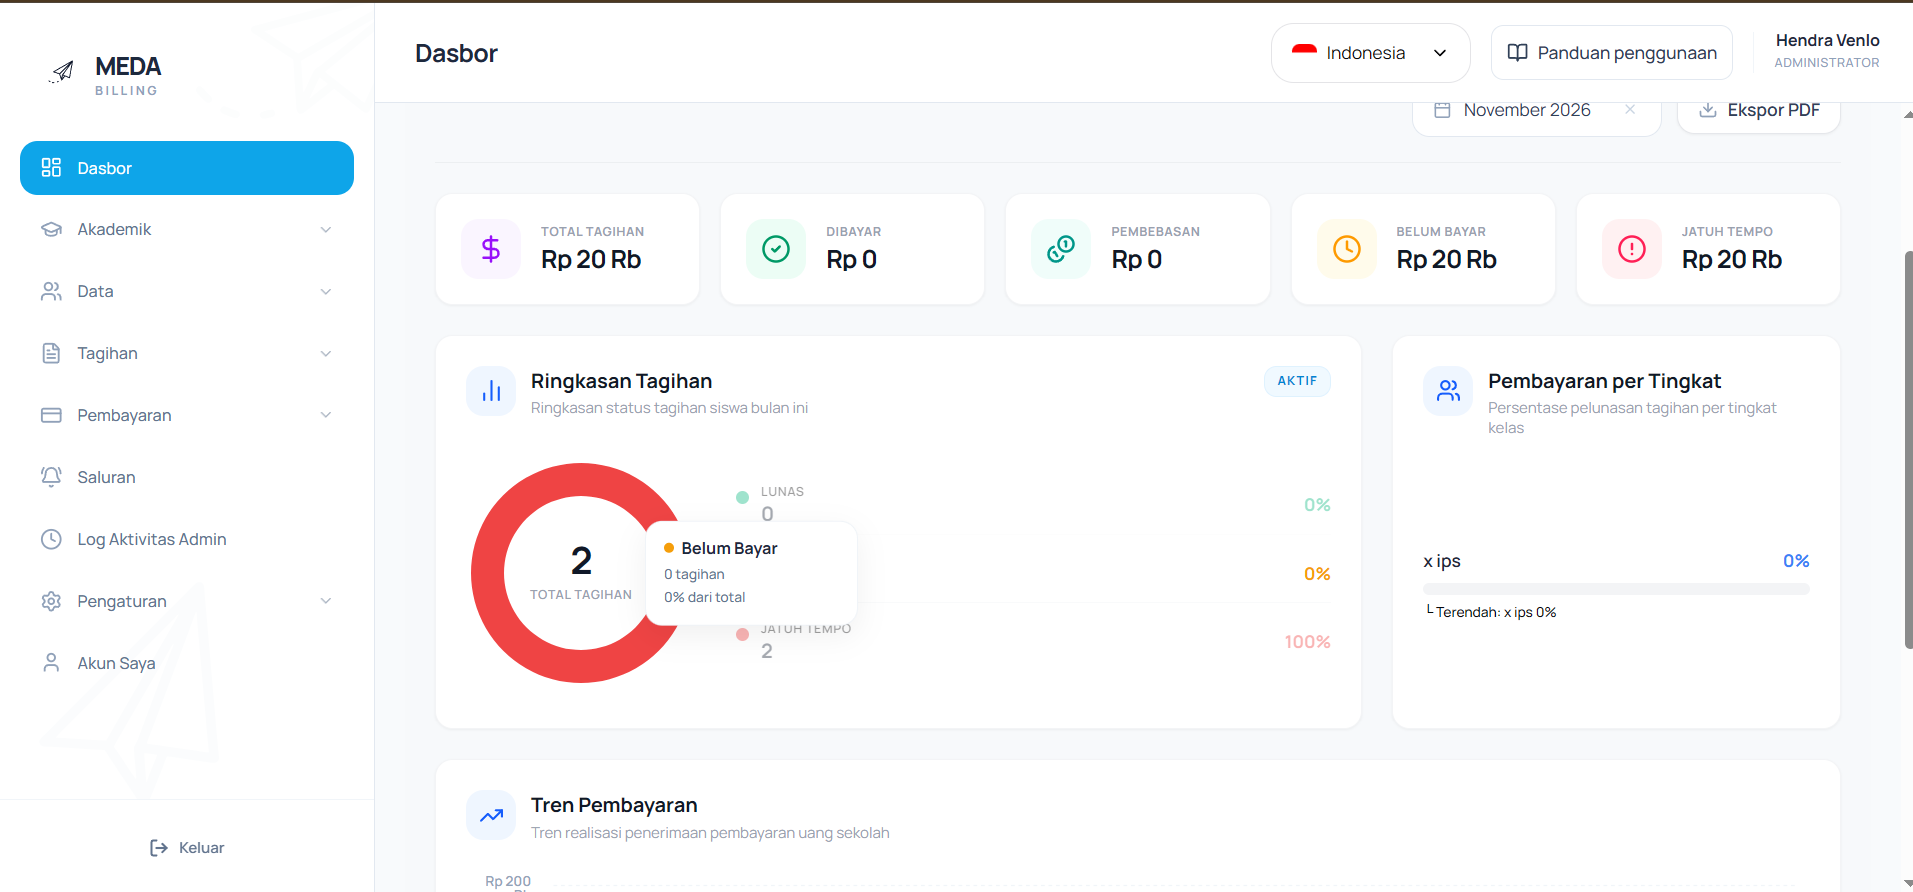 MEDA
BILLING
Dasbor
Akademik
Data
Tagihan
Pembayaran
Saluran
Log Aktivitas Admin
Pengaturan
Akun Saya
Keluar
Dasbor
Indonesia
Panduan penggunaan
Hendra Venlo
ADMINISTRATOR
November 2026
Ekspor PDF
TOTAL TAGIHAN
Rp 20 Rb
DIBAYAR
Rp 0
PEMBEBASAN
Rp 0
BELUM BAYAR
Rp 20 Rb
JATUH TEMPO
Rp 20 Rb
Ringkasan Tagihan
Ringkasan status tagihan siswa bulan ini
AKTIF
2
TOTAL TAGIHAN
LUNAS
0
0%
Belum Bayar
0 tagihan
0% dari total
0%
JATUH TEMPO
2
100%
Pembayaran per Tingkat
Persentase pelunasan tagihan per tingkat
kelas
x ips
0%
└ Terendah: x ips 0%
Tren Pembayaran
Tren realisasi penerimaan pembayaran uang sekolah
Rp 200